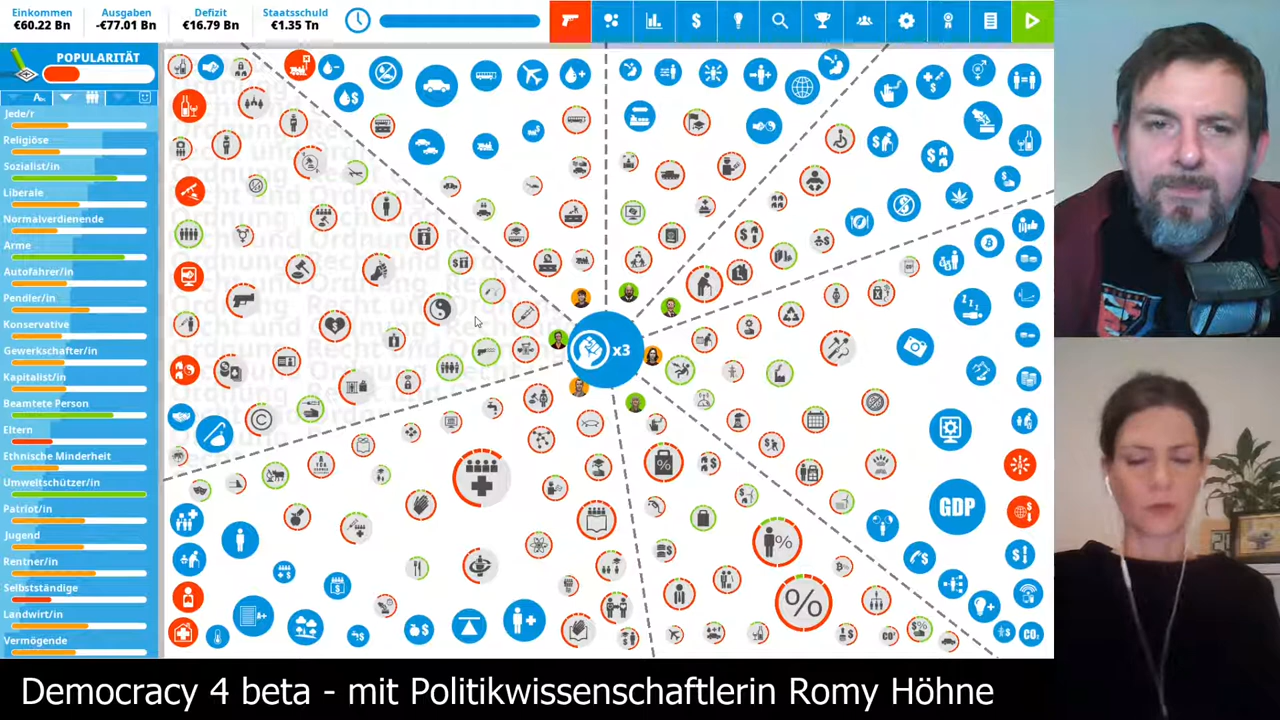 Einkommen
Ausgaben
Defizit
Staatsschuld
€60.22 Bn
€-77.01 Bn
€16.79 Bn
€1.35 Tn
POPULARITÄT
Jede/r
Religiöse
Sozialist/in
Liberale
Normalverdienende
Arme
Autofahrer/in
Pendler/in
Konservative
Gewerkschafter/in
Kapitalist/in
Beamtete Person
Eltern
Ethnische Minderheit
Umweltschützer/in
Patriot/in
Jugend
Rentner/in
Selbstständige
Landwirt/in
Vermögende
x3
GDP
%
%
%
CO²
CO₂
Democracy 4 beta - mit Politikwissenschaftlerin Romy Höhne